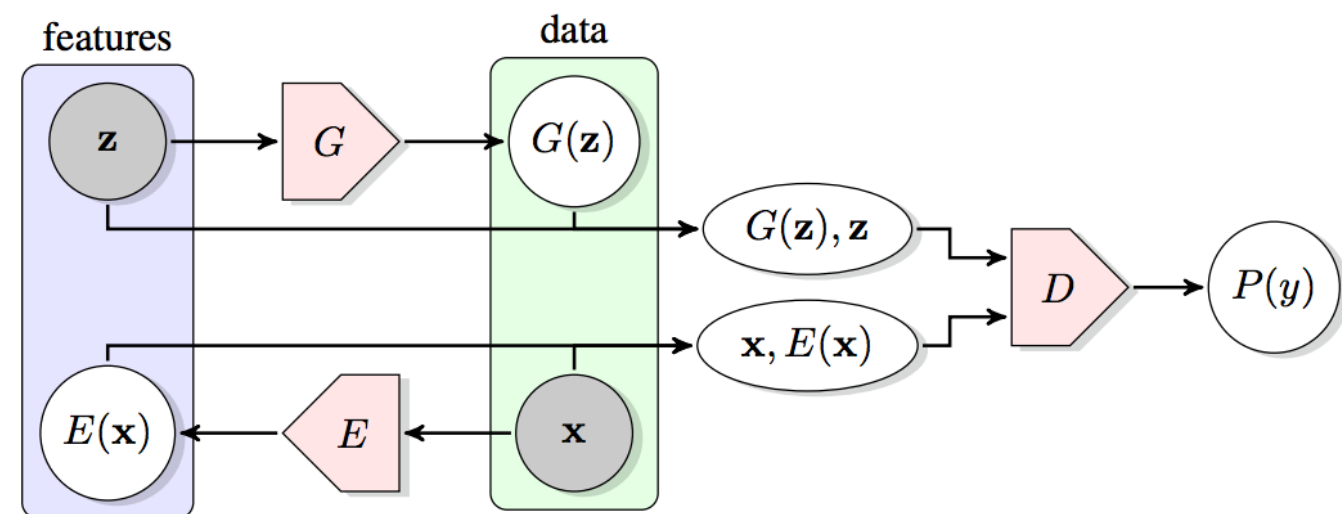 features
data
z
G
G(z)
G(z), z
D
P(y)
x, E(x)
E(x)
E
x